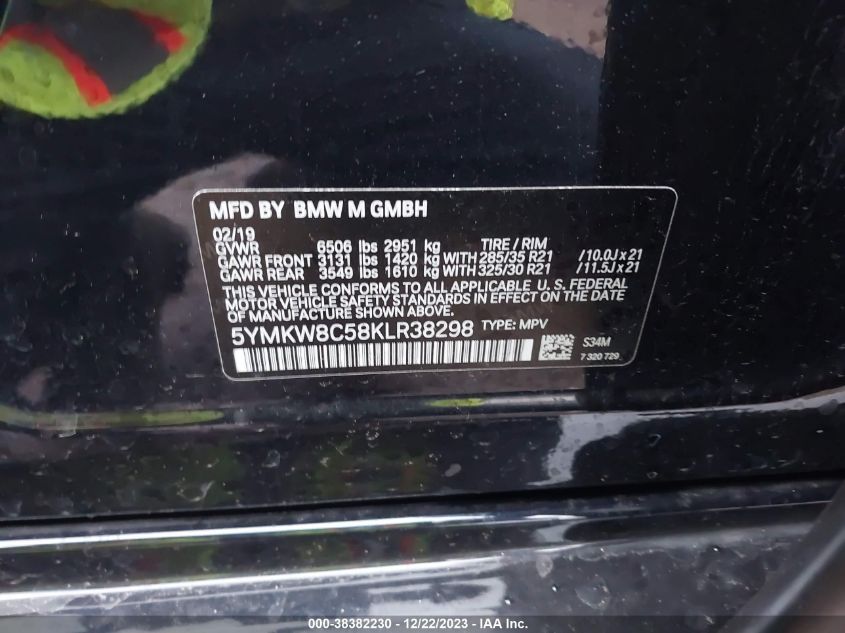 MFD BY BMW M GMBH
02/19
GVWR 6506 lbs 2951 kg TIRE / RIM
GAWR FRONT 3131 lbs 1420 kg WITH 285/35 R21 /10.0J x 21
GAWR REAR 3549 lbs 1610 kg WITH 325/30 R21 /11.5J x 21
THIS VEHICLE CONFORMS TO ALL APPLICABLE U. S. FEDERAL
MOTOR VEHICLE SAFETY STANDARDS IN EFFECT ON THE DATE
OF MANUFACTURE SHOWN ABOVE.
5YMKW8C58KLR38298 TYPE: MPV
S34M
7 320 729
000-38382230 - 12/22/2023 - IAA Inc.